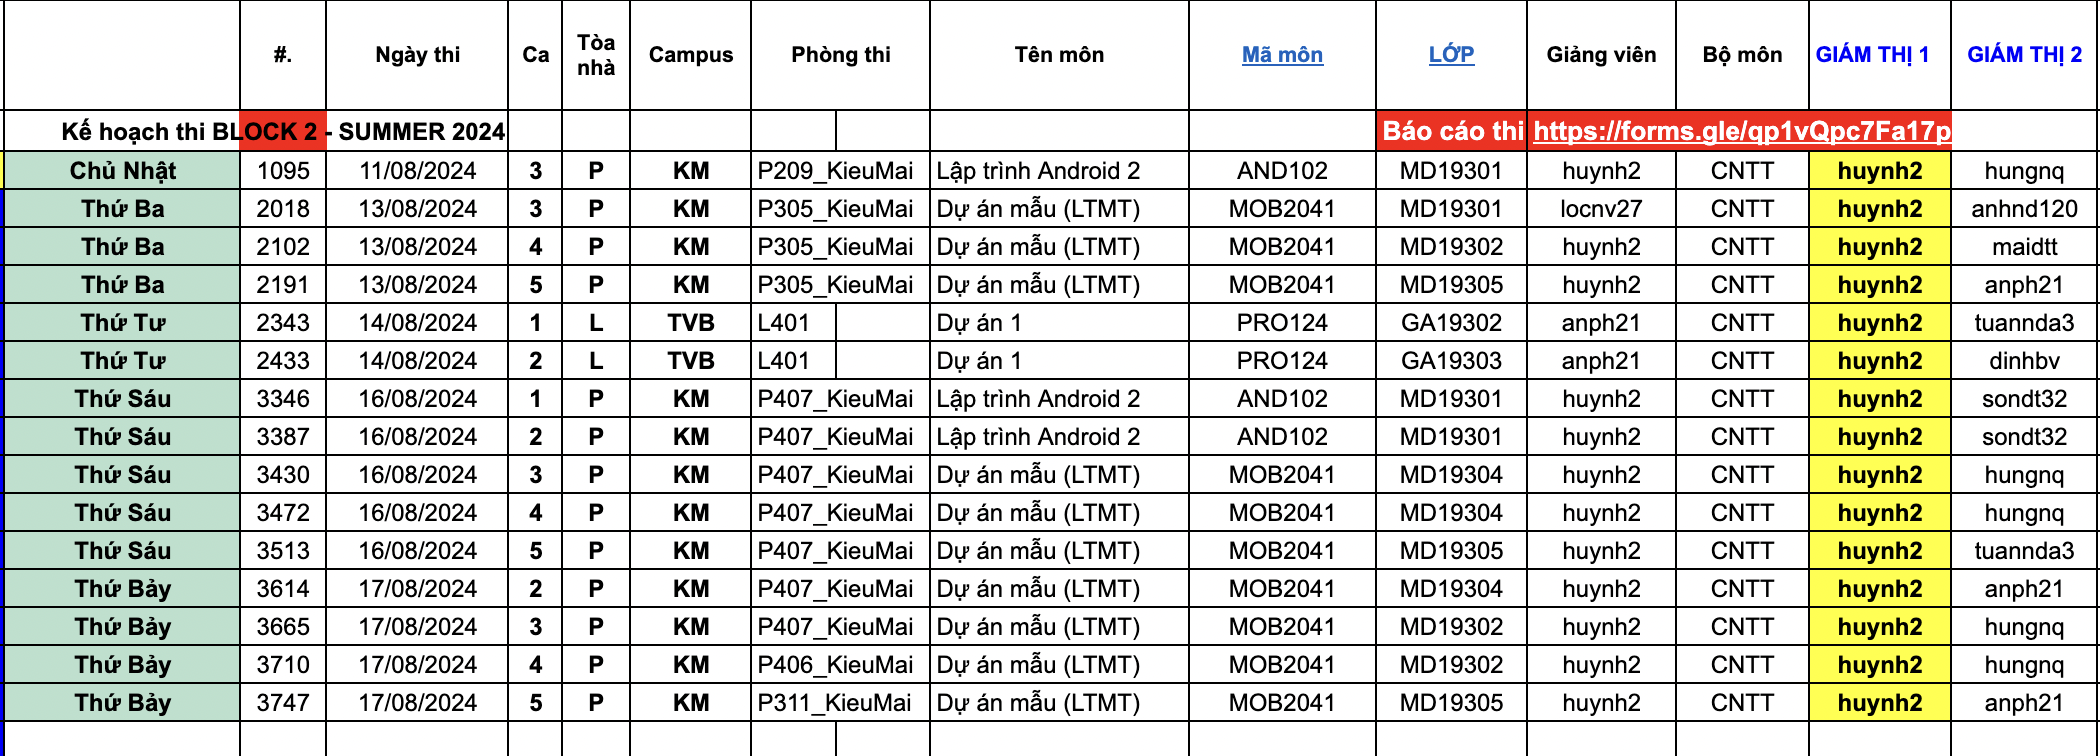 #. Ngày thi Ca Tòa nhà Campus Phòng thi Tên môn Mã môn LỚP Giảng viên Bộ môn GIÁM THỊ 1 GIÁM THỊ 2
Kế hoạch thi BLOCK 2 - SUMMER 2024 Báo cáo thi https://forms.gle/qp1vQpc7Fa17p
Chủ Nhật 1095 11/08/2024 3 P KM P209_KieuMai Lập trình Android 2 AND102 MD19301 huynh2 CNTT huynh2 hungnq
Thứ Ba 2018 13/08/2024 3 P KM P305_KieuMai Dự án mẫu (LTMT) MOB2041 MD19301 locnv27 CNTT huynh2 anhnd120
Thứ Ba 2102 13/08/2024 4 P KM P305_KieuMai Dự án mẫu (LTMT) MOB2041 MD19302 huynh2 CNTT huynh2 maidtt
Thứ Ba 2191 13/08/2024 5 P KM P305_KieuMai Dự án mẫu (LTMT) MOB2041 MD19305 huynh2 CNTT huynh2 anph21
Thứ Tư 2343 14/08/2024 1 L TVB L401 Dự án 1 PRO124 GA19302 anph21 CNTT huynh2 tuannda3
Thứ Tư 2433 14/08/2024 2 L TVB L401 Dự án 1 PRO124 GA19303 anph21 CNTT huynh2 dinhbv
Thứ Sáu 3346 16/08/2024 1 P KM P407_KieuMai Lập trình Android 2 AND102 MD19301 huynh2 CNTT huynh2 sondt32
Thứ Sáu 3387 16/08/2024 2 P KM P407_KieuMai Lập trình Android 2 AND102 MD19301 huynh2 CNTT huynh2 sondt32
Thứ Sáu 3430 16/08/2024 3 P KM P407_KieuMai Dự án mẫu (LTMT) MOB2041 MD19304 huynh2 CNTT huynh2 hungnq
Thứ Sáu 3472 16/08/2024 4 P KM P407_KieuMai Dự án mẫu (LTMT) MOB2041 MD19304 huynh2 CNTT huynh2 hungnq
Thứ Sáu 3513 16/08/2024 5 P KM P407_KieuMai Dự án mẫu (LTMT) MOB2041 MD19305 huynh2 CNTT huynh2 tuannda3
Thứ Bảy 3614 17/08/2024 2 P KM P407_KieuMai Dự án mẫu (LTMT) MOB2041 MD19304 huynh2 CNTT huynh2 anph21
Thứ Bảy 3665 17/08/2024 3 P KM P407_KieuMai Dự án mẫu (LTMT) MOB2041 MD19302 huynh2 CNTT huynh2 hungnq
Thứ Bảy 3710 17/08/2024 4 P KM P406_KieuMai Dự án mẫu (LTMT) MOB2041 MD19302 huynh2 CNTT huynh2 hungnq
Thứ Bảy 3747 17/08/2024 5 P KM P311_KieuMai Dự án mẫu (LTMT) MOB2041 MD19305 huynh2 CNTT huynh2 anph21